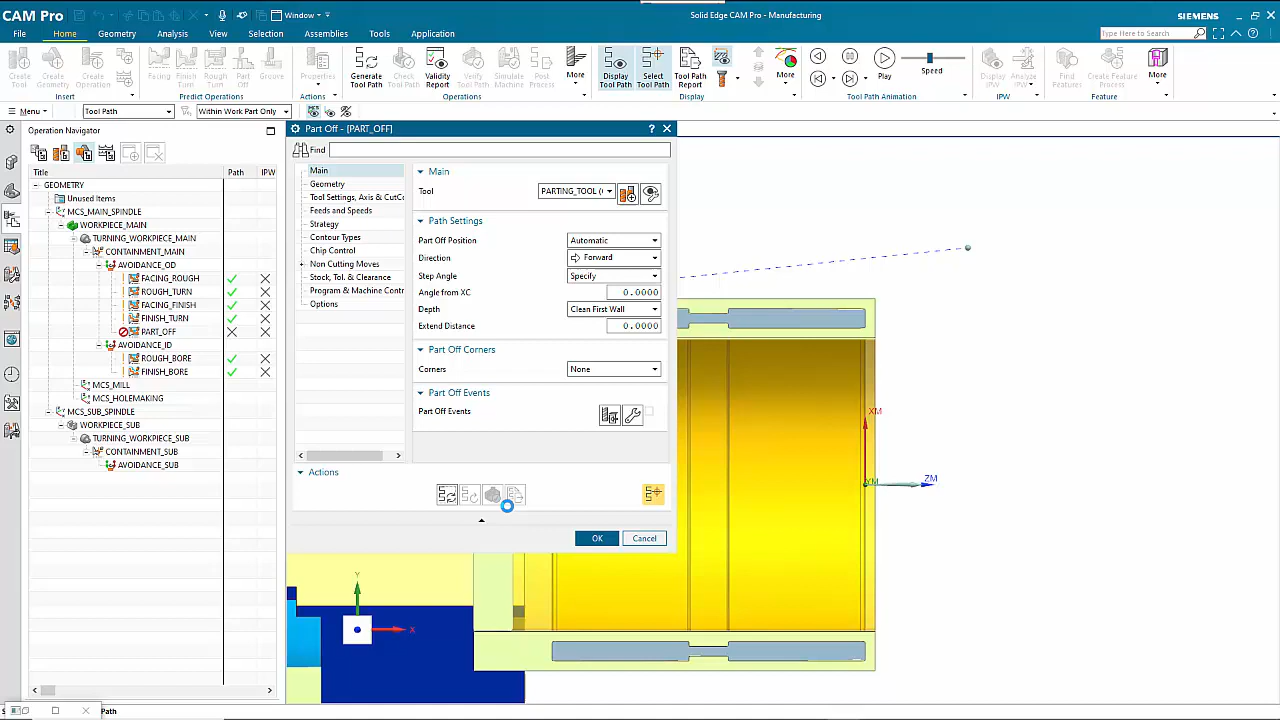 CAM Pro
Window
Solid Edge CAM Pro - Manufacturing
SIEMENS
File Home Geometry Analysis View Selection Assemblies Tools Application
Type Here to Search
Create Tool
Create Geometry
Create Operation
Facing
Finish Turn
Rough Turn
Part Off
Groove
Properties
Generate Tool Path
Check Tool Path
Validity Report
Verify Tool Path
Simulate Machine
Post Process
More
Display Tool Path
Select Tool Path
Tool Path Report
More
Play
Speed
Display IPW
Analyze IPW
Find Features
Create Feature Group
More
Insert
Predict Operations
Actions
Operations
Display
Tool Path Animation
IPW
Feature
Menu
Tool Path
Within Work Part Only
Operation Navigator
Title Path IPW
GEOMETRY
Unused Items
MCS_MAIN_SPINDLE
WORKPIECE_MAIN
TURNING_WORKPIECE_MAIN
CONTAINMENT_MAIN
AVOIDANCE_OD
FACING_ROUGH
ROUGH_TURN
FACING_FINISH
FINISH_TURN
PART_OFF
AVOIDANCE_ID
ROUGH_BORE
FINISH_BORE
MCS_MILL
MCS_HOLEMAKING
MCS_SUB_SPINDLE
WORKPIECE_SUB
TURNING_WORKPIECE_SUB
CONTAINMENT_SUB
AVOIDANCE_SUB
Part Off - [PART_OFF]
Find
Main
Geometry
Tool Settings, Axis & CutCo
Feeds and Speeds
Strategy
Contour Types
Chip Control
Non Cutting Moves
Stock, Tol. & Clearance
Program & Machine Contr
Options
Main
Tool PARTING_TOOL (
Path Settings
Part Off Position Automatic
Direction Forward
Step Angle Specify
Angle from XC 0.0000
Depth Clean First Wall
Extend Distance 0.0000
Part Off Corners
Corners None
Part Off Events
Part Off Events
Actions
OK Cancel
XM
YM
ZM
Y
X
Path